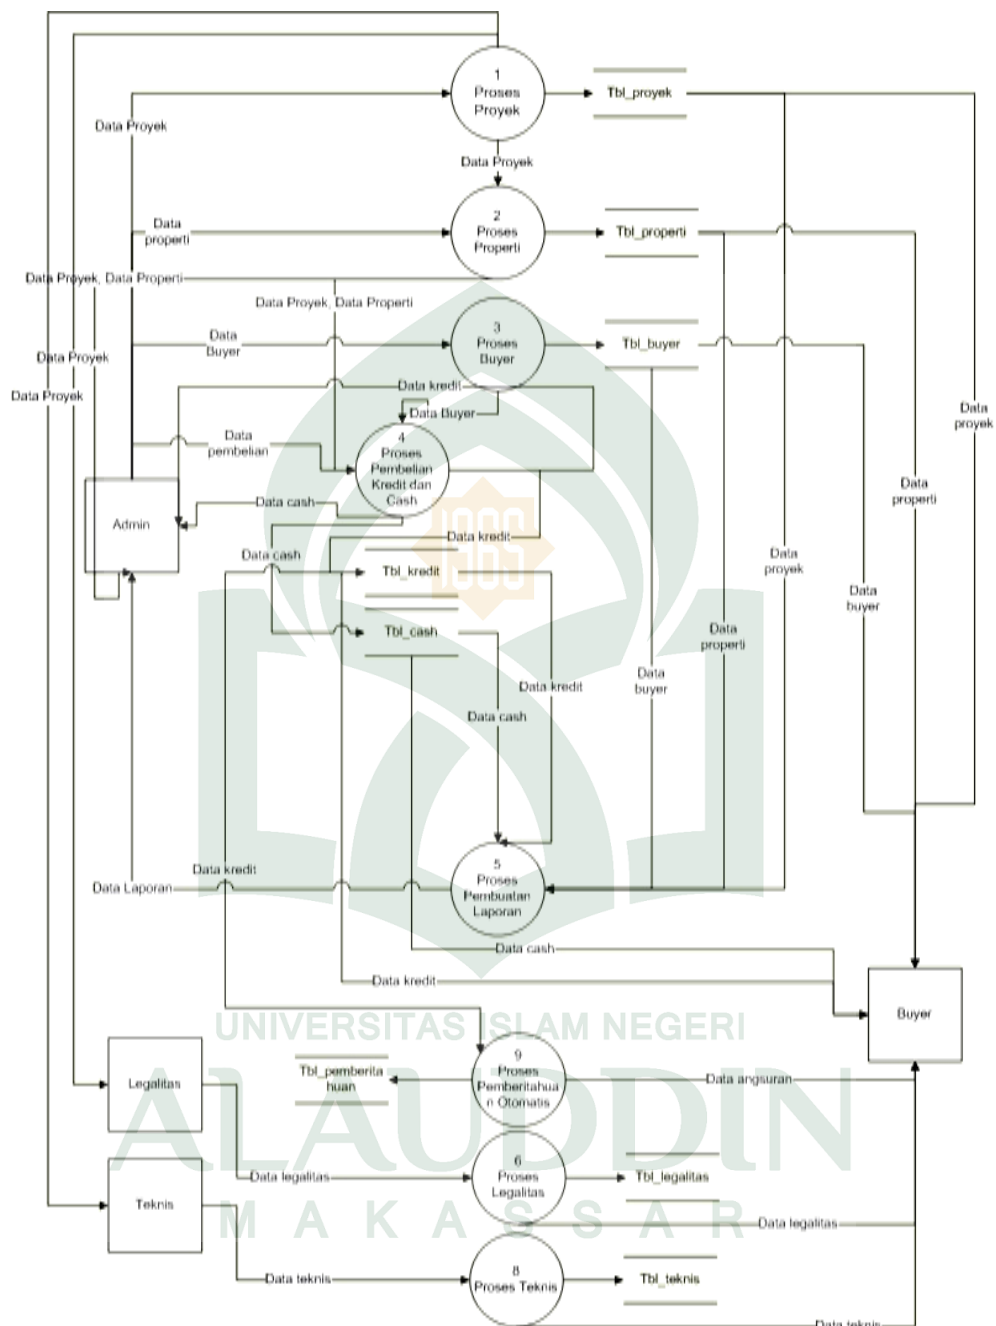 1
Proses
Proyek
Tbl_proyek
Data Proyek
Data Proyek
2
Proses
Properti
Data
properti
Tbl_properti
Data Proyek, Data Properti
Data Proyek, Data Properti
3
Proses
Buyer
Data
Buyer
Tbl_buyer
Data Proyek
Data Proyek
Data kredit
Data Buyer
Data
proyek
4
Proses
Pembelian
Kredit dan
Cash
Data
pembelian
Data
properti
Data cash
Admin
1965
Data kredit
Data cash
Tbl_kredit
Data
proyek
Data
buyer
Tbl_cash
Data
properti
Data
buyer
Data kredit
Data cash
Data kredit
5
Proses
Pembuatan
Laporan
Data Laporan
Data cash
Data kredit
Buyer
UNIVERSITAS ISLAM NEGERI
9
Proses
Pemberitahua
n Otomatis
Tbl_pemberita
huan
Data angsuran
Legalitas
ALAUDDIN
6
Proses
Legalitas
Data legalitas
Tbl_legalitas
Teknis
MAKASSAR
Data legalitas
8
Proses Teknis
Data teknis
Tbl_teknis
Data teknis